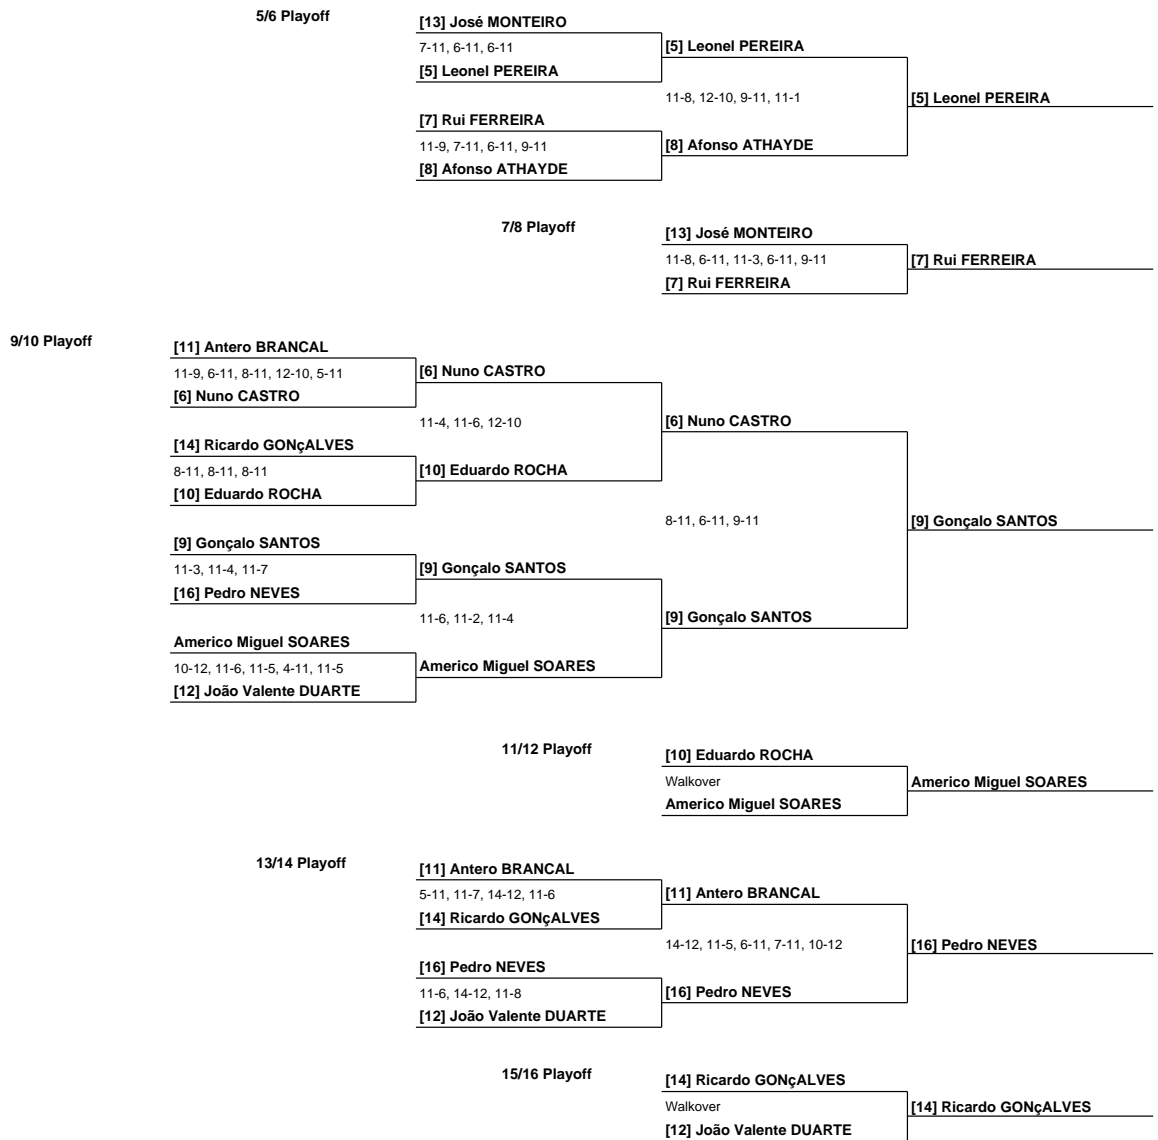 5/6 Playoff
[13] José MONTEIRO
7-11, 6-11, 6-11
[5] Leonel PEREIRA
[5] Leonel PEREIRA
11-8, 12-10, 9-11, 11-1
[5] Leonel PEREIRA
[7] Rui FERREIRA
11-9, 7-11, 6-11, 9-11
[8] Afonso ATHAYDE
[8] Afonso ATHAYDE
7/8 Playoff
[13] José MONTEIRO
11-8, 6-11, 11-3, 6-11, 9-11
[7] Rui FERREIRA
[7] Rui FERREIRA
9/10 Playoff
[11] Antero BRANCAL
11-9, 6-11, 8-11, 12-10, 5-11
[6] Nuno CASTRO
[6] Nuno CASTRO
11-4, 11-6, 12-10
[6] Nuno CASTRO
[14] Ricardo GONçALVES
8-11, 8-11, 8-11
[10] Eduardo ROCHA
[10] Eduardo ROCHA
8-11, 6-11, 9-11
[9] Gonçalo SANTOS
[9] Gonçalo SANTOS
11-3, 11-4, 11-7
[9] Gonçalo SANTOS
[16] Pedro NEVES
11-6, 11-2, 11-4
[9] Gonçalo SANTOS
Americo Miguel SOARES
10-12, 11-6, 11-5, 4-11, 11-5
Americo Miguel SOARES
[12] João Valente DUARTE
11/12 Playoff
[10] Eduardo ROCHA
Walkover
Americo Miguel SOARES
Americo Miguel SOARES
13/14 Playoff
[11] Antero BRANCAL
5-11, 11-7, 14-12, 11-6
[11] Antero BRANCAL
[14] Ricardo GONçALVES
14-12, 11-5, 6-11, 7-11, 10-12
[16] Pedro NEVES
[16] Pedro NEVES
11-6, 14-12, 11-8
[16] Pedro NEVES
[12] João Valente DUARTE
15/16 Playoff
[14] Ricardo GONçALVES
Walkover
[14] Ricardo GONçALVES
[12] João Valente DUARTE